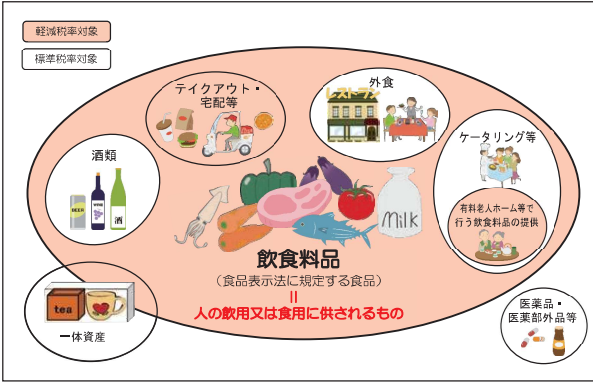 軽減税率対象
標準税率対象
テイクアウト・
宅配等
外食
レストラン
ケータリング等
酒類
BEER
WINE
酒
有料老人ホーム等で
行う飲食料品の提供
Milk
飲食料品
(食品表示法に規定する食品)
=
人の飲用又は食用に供されるもの
tea
一体資産
医薬品・
医薬部外品等